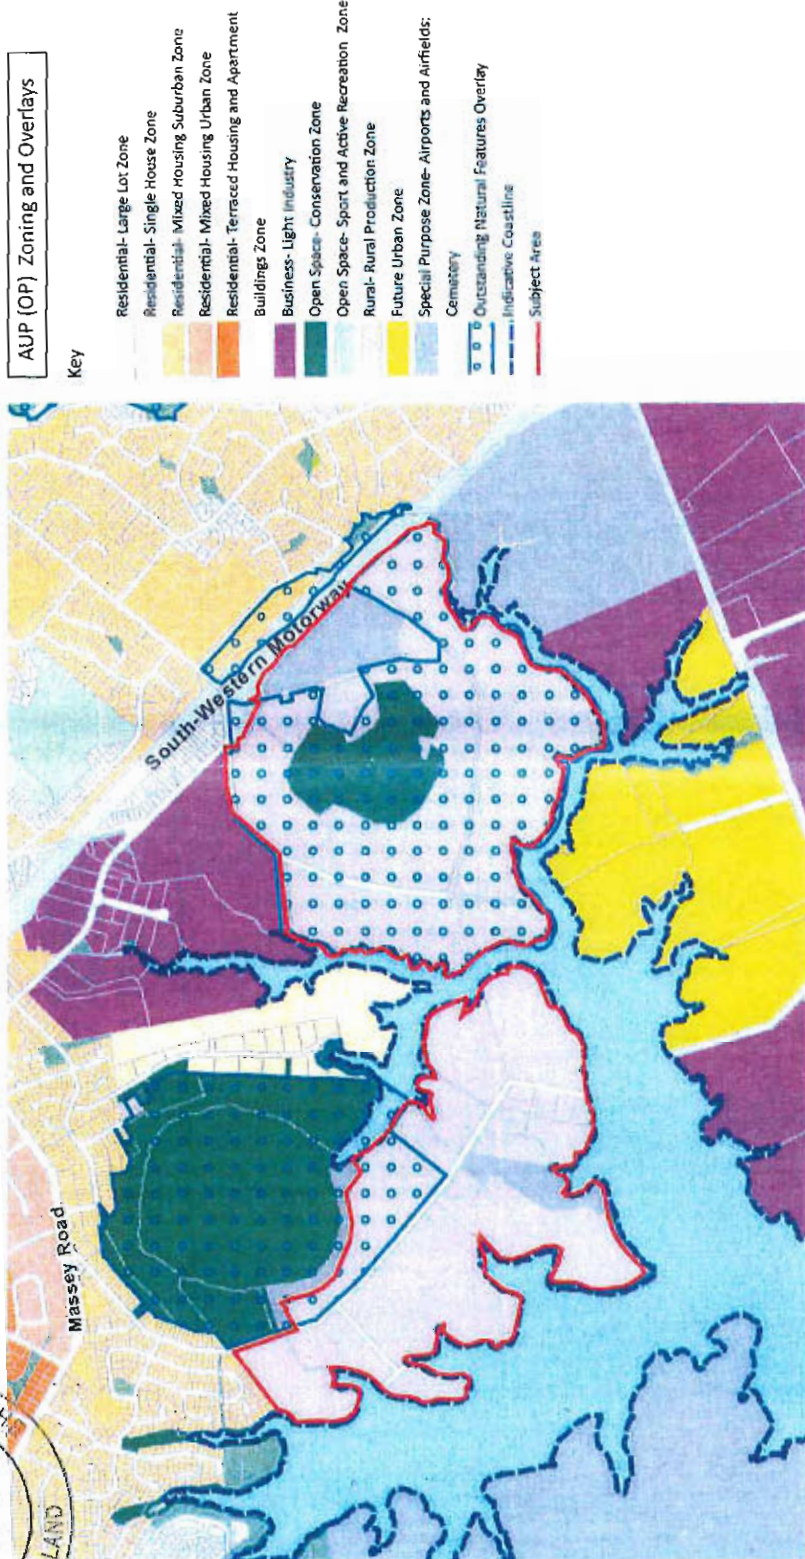 AUP (OP) Zoning and Overlays
Key
Residential- Large Lot Zone
Residential- Single House Zone
Residential- Mixed Housing Suburban Zone
Residential- Mixed Housing Urban Zone
Residential- Terraced Housing and Apartment
Buildings Zone
Business- Light Industry
Open Space- Conservation Zone
Open Space- Sport and Active Recreation Zone
Rural- Rural Production Zone
Future Urban Zone
Special Purpose Zone- Airports and Airfields:
Cemetery
Outstanding Natural Features Overlay
Indicative Coastline
Subject Area
South-Western Motorway
Massey Road
LAND